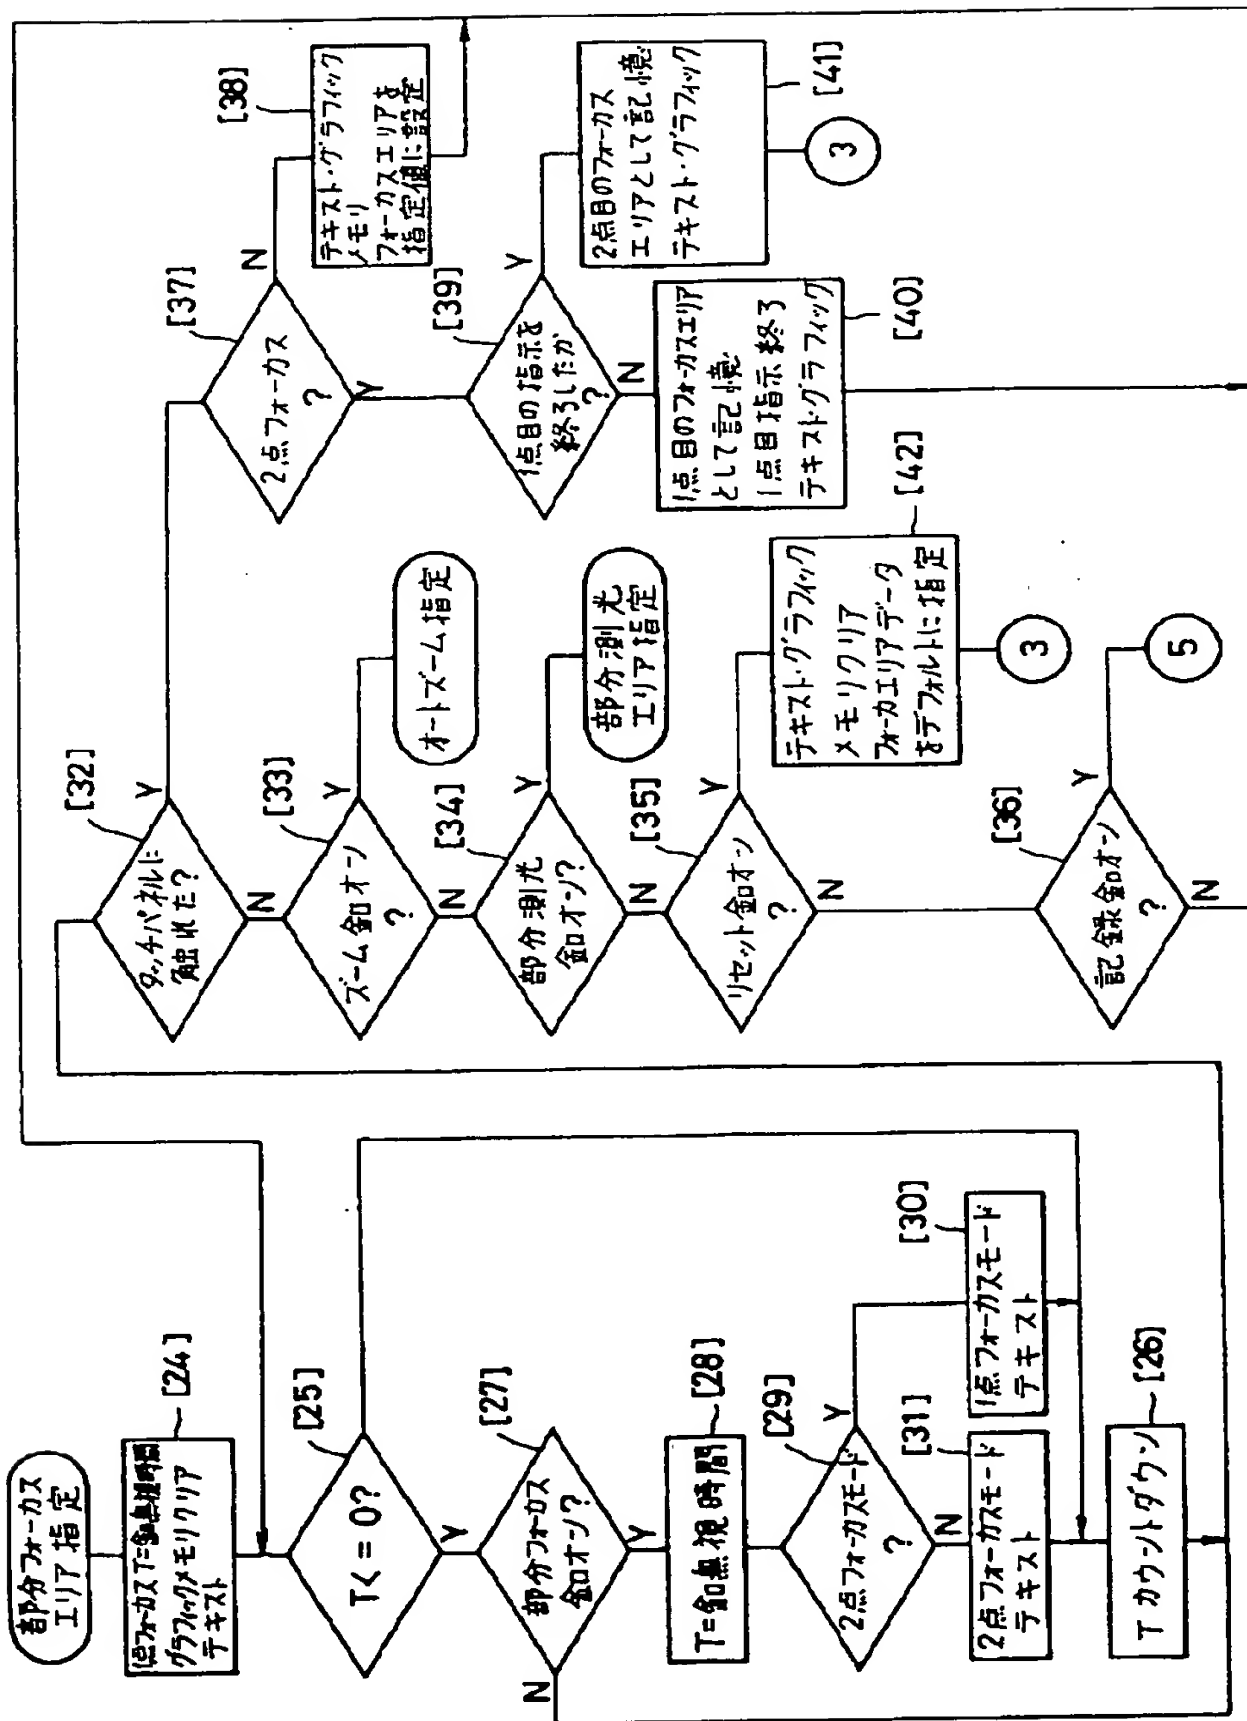 部分フォーカス
エリア指定
[24]
1点フォーカスT=釦無視時間
グラフィックメモリクリア
テキスト
[25]
T<=0?
Y
[27]
部分フォーカス
釦オン?
N
Y
[28]
T=釦無視時間
[29]
2点フォーカスモード
?
Y
N
[30]
1点フォーカスモード
テキスト
[31]
2点フォーカスモード
テキスト
[26]
Tカウントダウン
[32]
タッチパネルに
触れた?
Y
N
[33]
ズーム釦オン
?
Y
N
オートズーム指定
[34]
部分測光
釦オン?
Y
N
部分測光
エリア指定
[35]
リセット釦オン
?
Y
N
[42]
テキスト・グラフィック
メモリクリア
フォーカエリアデータ
をデフォルトに指定
3
[36]
記録釦オン
?
Y
N
5
[37]
2点フォーカス
?
N
Y
[38]
テキスト・グラフィック
メモリ
フォーカスエリアを
指定値に設定
[39]
1点目の指示を
終了したか
?
Y
N
[41]
2点目のフォーカス
エリアとして記憶
テキスト・グラフィック
3
[40]
1点目のフォーカスエリア
として記憶
1点目指示終了
テキスト・グラフィック